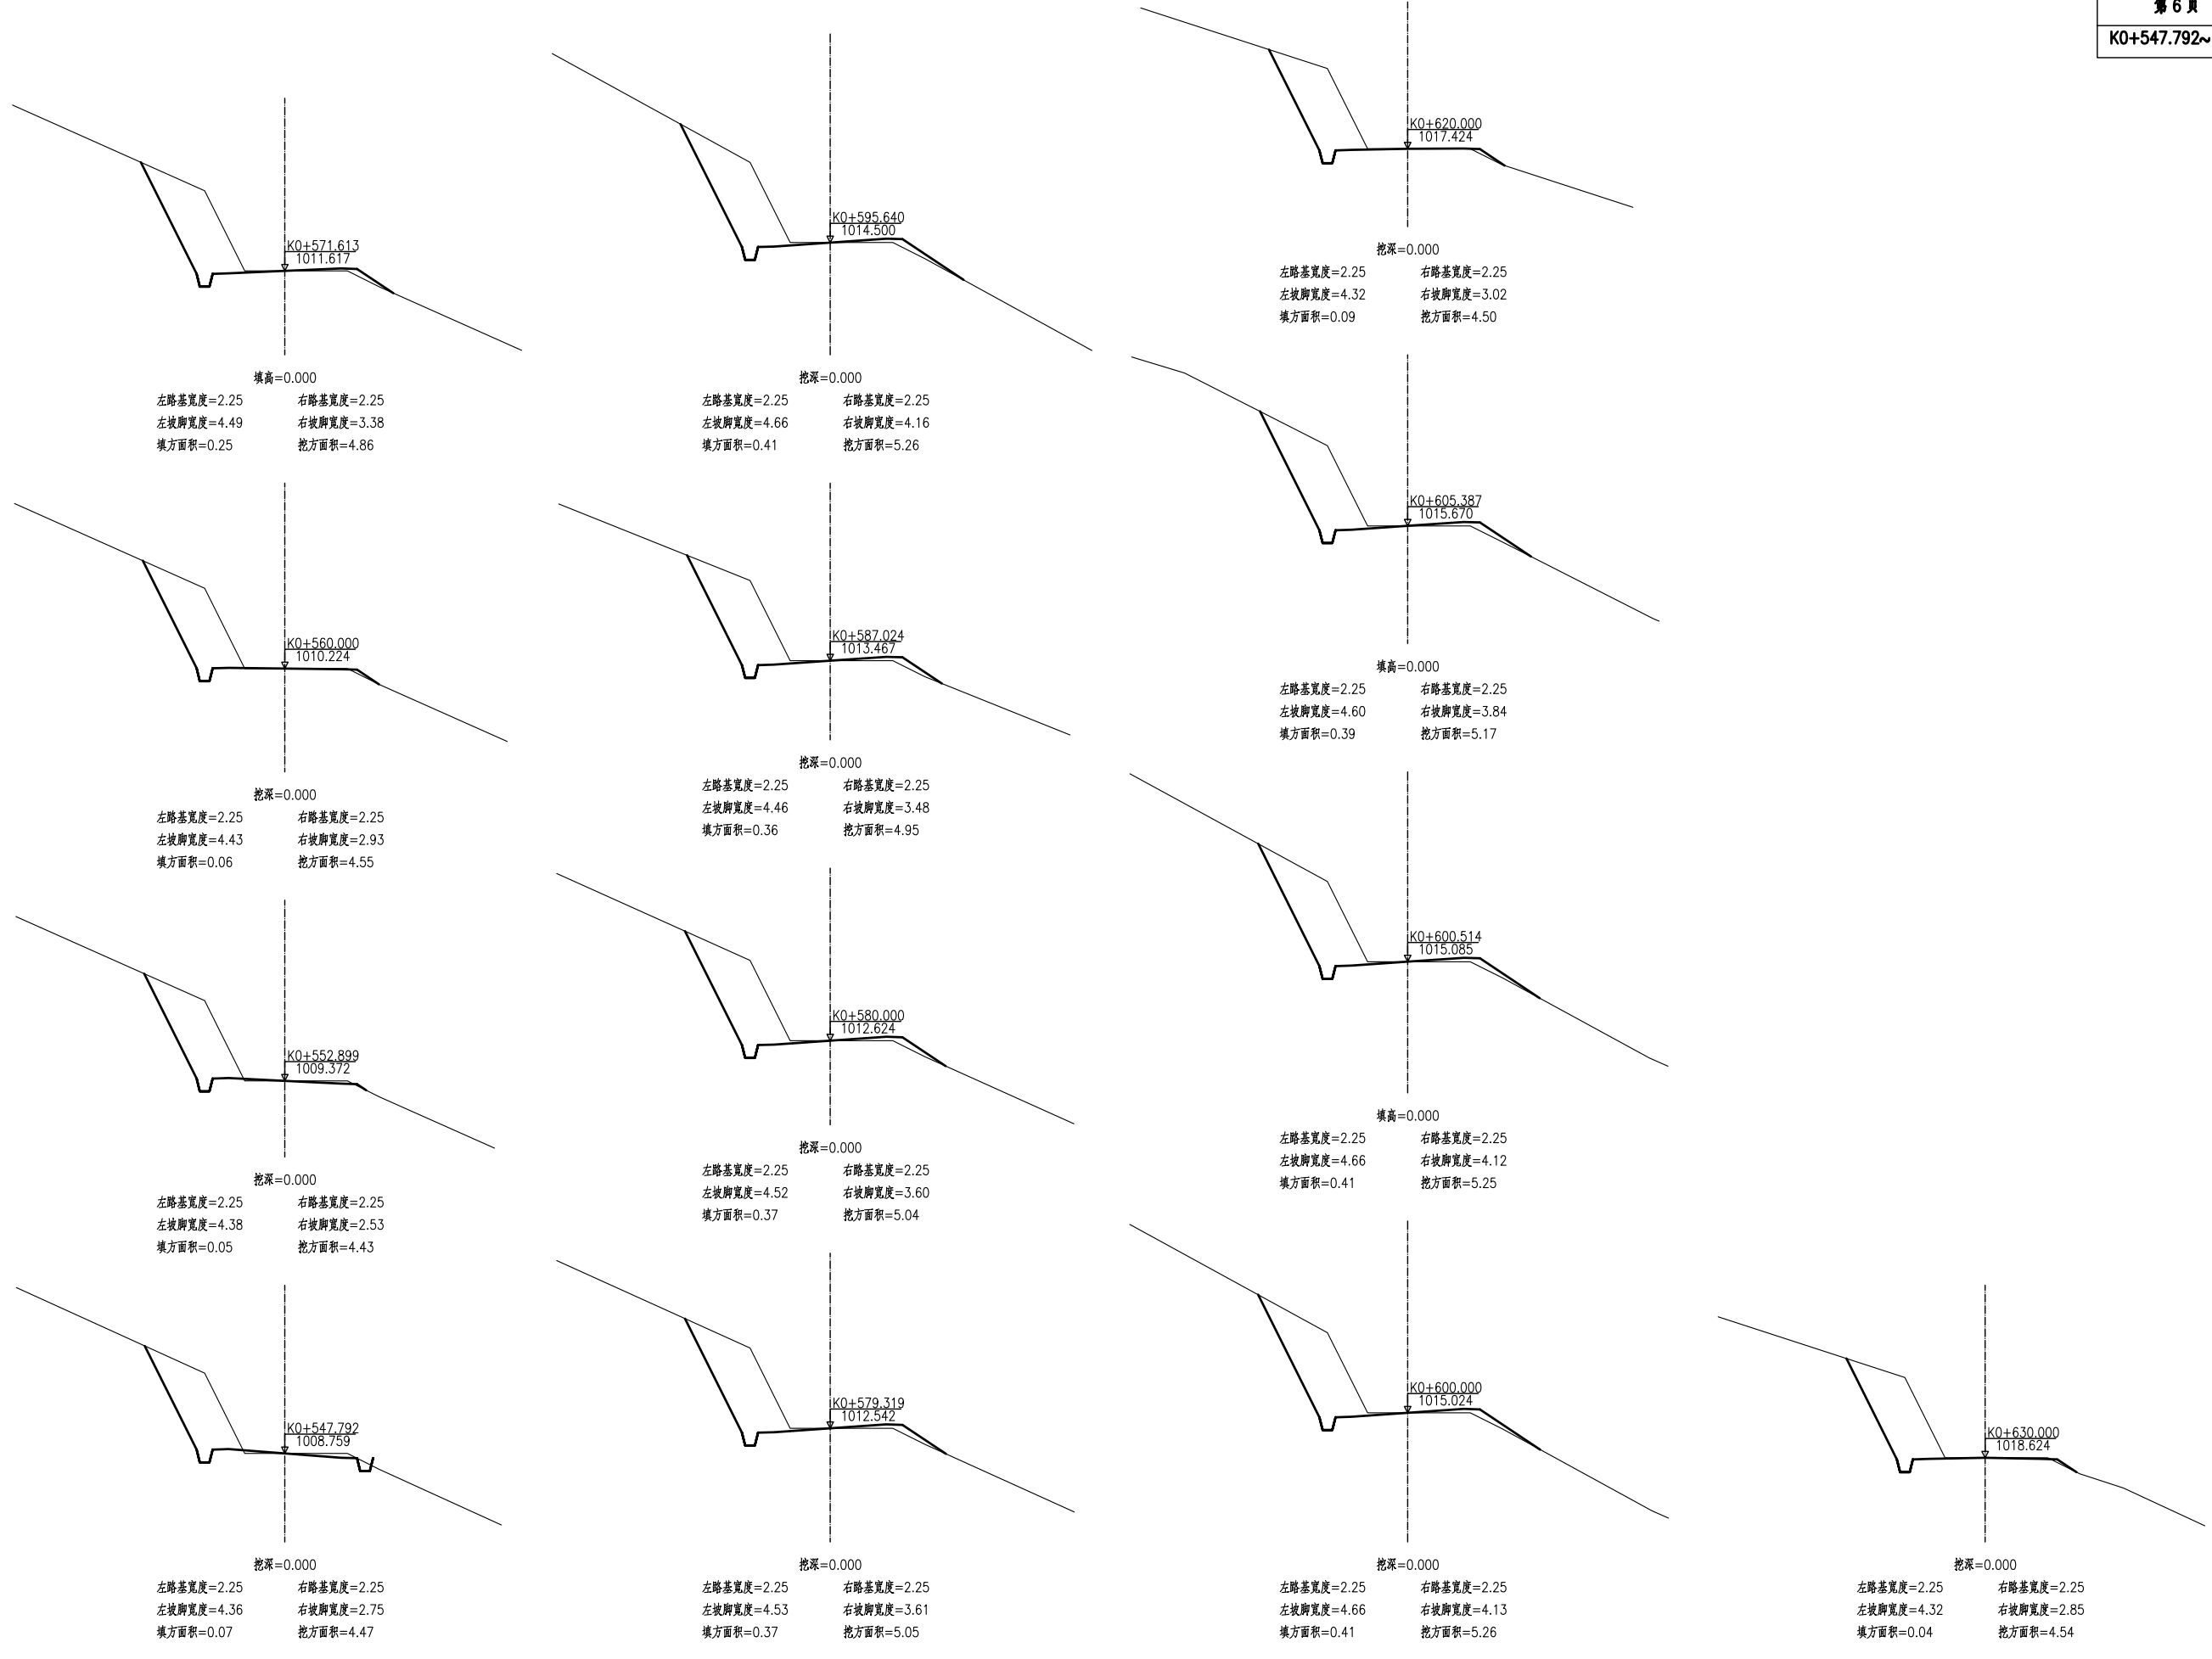 第 6 页
K0+547.792~
K0+571.613
1011.617
填高=0.000
左路基宽度=2.25 右路基宽度=2.25
左坡脚宽度=4.49 右坡脚宽度=3.38
填方面积=0.25 挖方面积=4.86
K0+560.000
1010.224
挖深=0.000
左路基宽度=2.25 右路基宽度=2.25
左坡脚宽度=4.43 右坡脚宽度=2.93
填方面积=0.06 挖方面积=4.55
K0+552.899
1009.372
挖深=0.000
左路基宽度=2.25 右路基宽度=2.25
左坡脚宽度=4.38 右坡脚宽度=2.53
填方面积=0.05 挖方面积=4.43
K0+547.792
1008.759
挖深=0.000
左路基宽度=2.25 右路基宽度=2.25
左坡脚宽度=4.36 右坡脚宽度=2.75
填方面积=0.07 挖方面积=4.47
K0+595.640
1014.500
挖深=0.000
左路基宽度=2.25 右路基宽度=2.25
左坡脚宽度=4.66 右坡脚宽度=4.16
填方面积=0.41 挖方面积=5.26
K0+587.024
1013.467
挖深=0.000
左路基宽度=2.25 右路基宽度=2.25
左坡脚宽度=4.46 右坡脚宽度=3.48
填方面积=0.36 挖方面积=4.95
K0+580.000
1012.624
挖深=0.000
左路基宽度=2.25 右路基宽度=2.25
左坡脚宽度=4.52 右坡脚宽度=3.60
填方面积=0.37 挖方面积=5.04
K0+579.319
1012.542
挖深=0.000
左路基宽度=2.25 右路基宽度=2.25
左坡脚宽度=4.53 右坡脚宽度=3.61
填方面积=0.37 挖方面积=5.05
K0+620.000
1017.424
挖深=0.000
左路基宽度=2.25 右路基宽度=2.25
左坡脚宽度=4.32 右坡脚宽度=3.02
填方面积=0.09 挖方面积=4.50
K0+605.387
1015.670
填高=0.000
左路基宽度=2.25 右路基宽度=2.25
左坡脚宽度=4.60 右坡脚宽度=3.84
填方面积=0.39 挖方面积=5.17
K0+600.514
1015.085
填高=0.000
左路基宽度=2.25 右路基宽度=2.25
左坡脚宽度=4.66 右坡脚宽度=4.12
填方面积=0.41 挖方面积=5.25
K0+600.000
1015.024
挖深=0.000
左路基宽度=2.25 右路基宽度=2.25
左坡脚宽度=4.66 右坡脚宽度=4.13
填方面积=0.41 挖方面积=5.26
K0+630.000
1018.624
挖深=0.000
左路基宽度=2.25 右路基宽度=2.25
左坡脚宽度=4.32 右坡脚宽度=2.85
填方面积=0.04 挖方面积=4.54